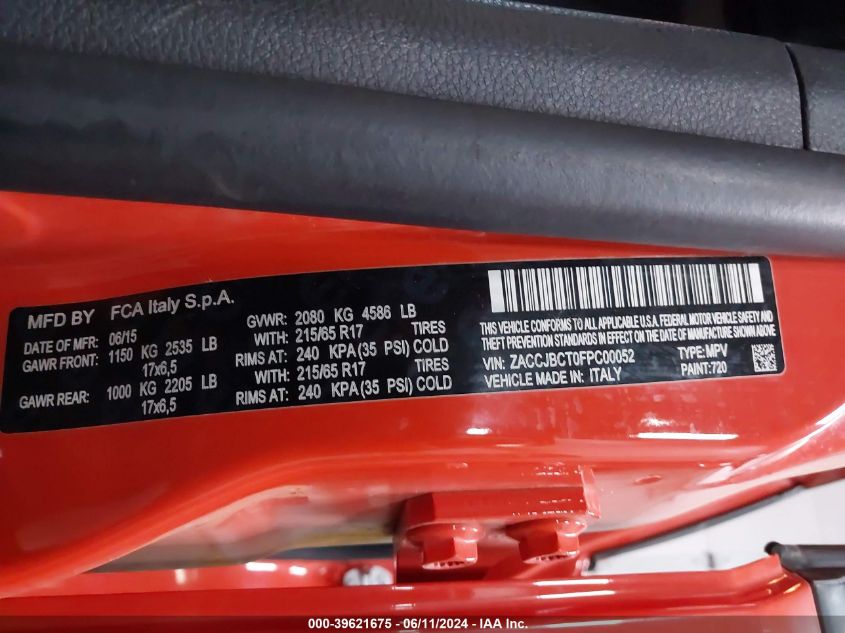 MFD BY FCA Italy S.p.A.
DATE OF MFR: 06/15 GVWR: 2080 KG 4586 LB
GAWR FRONT: 1150 KG 2535 LB WITH: 215/65 R17 TIRES
17x6,5 RIMS AT: 240 KPA (35 PSI) COLD
GAWR REAR: 1000 KG 2205 LB WITH: 215/65 R17 TIRES
17x6,5 RIMS AT: 240 KPA (35 PSI) COLD
THIS VEHICLE CONFORMS TO ALL APPLICABLE U.S.A. FEDERAL MOTOR VEHICLE SAFETY AND
THEFT PREVENTION STANDARDS IN EFFECT ON THE DATE OF MANUFACTURE SHOWN ABOVE.
VIN: ZACCJBCT0FPC00052 TYPE: MPV
VEHICLE MADE IN: ITALY PAINT: 720
000-39621675 - 06/11/2024 - IAA Inc.